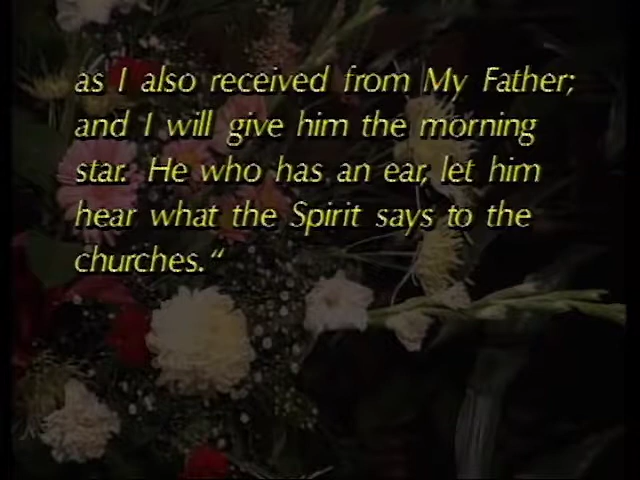 as I also received from My Father;
and I will give him the morning
star. He who has an ear, let him
hear what the Spirit says to the
churches.“